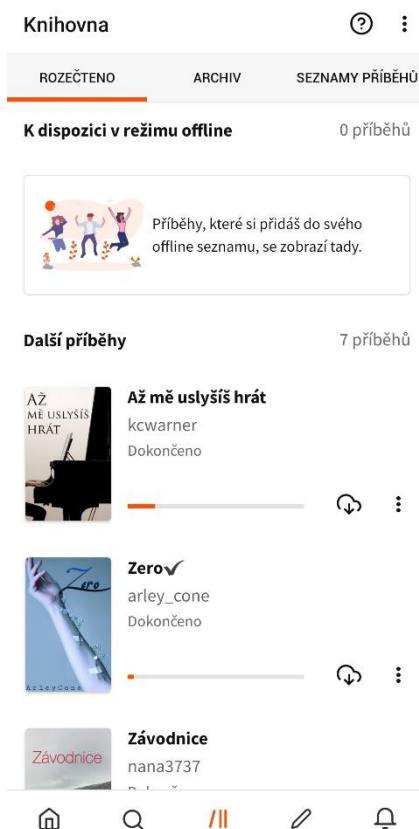 Knihovna
ROZEČTENO
ARCHIV
SEZNAMY PŘÍBĚHŮ
K dispozici v režimu offline
0 příběhů
Příběhy, které si přidáš do svého
offline seznamu, se zobrazí tady.
Další příběhy
7 příběhů
AŽ
MĚ USLYŠÍŠ
HRÁT
Až mě uslyšíš hrát
kcwarner
Dokončeno
Zero
ArleyCone
Zero✔
arley_cone
Dokončeno
Závodnice
Závodnice
nana3737